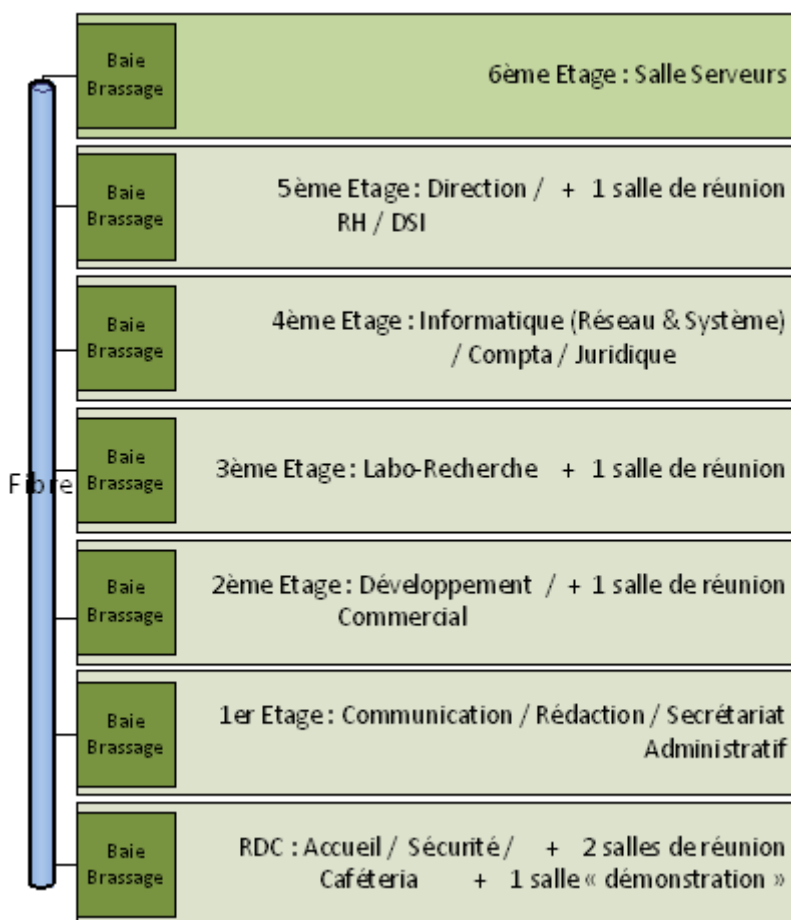 Baie
Brassage
6ème Etage : Salle Serveurs
Baie
Brassage
5ème Etage : Direction / + 1 salle de réunion
RH / DSI
Baie
Brassage
4ème Etage : Informatique (Réseau & Système)
/ Compta / Juridique
Baie
Brassage
3ème Etage : Labo-Recherche + 1 salle de réunion
Fibre
Baie
Brassage
2ème Etage : Développement / + 1 salle de réunion
Commercial
Baie
Brassage
1er Etage : Communication / Rédaction / Secrétariat
Administratif
Baie
Brassage
RDC : Accueil / Sécurité / + 2 salles de réunion
Caféteria + 1 salle « démonstration »